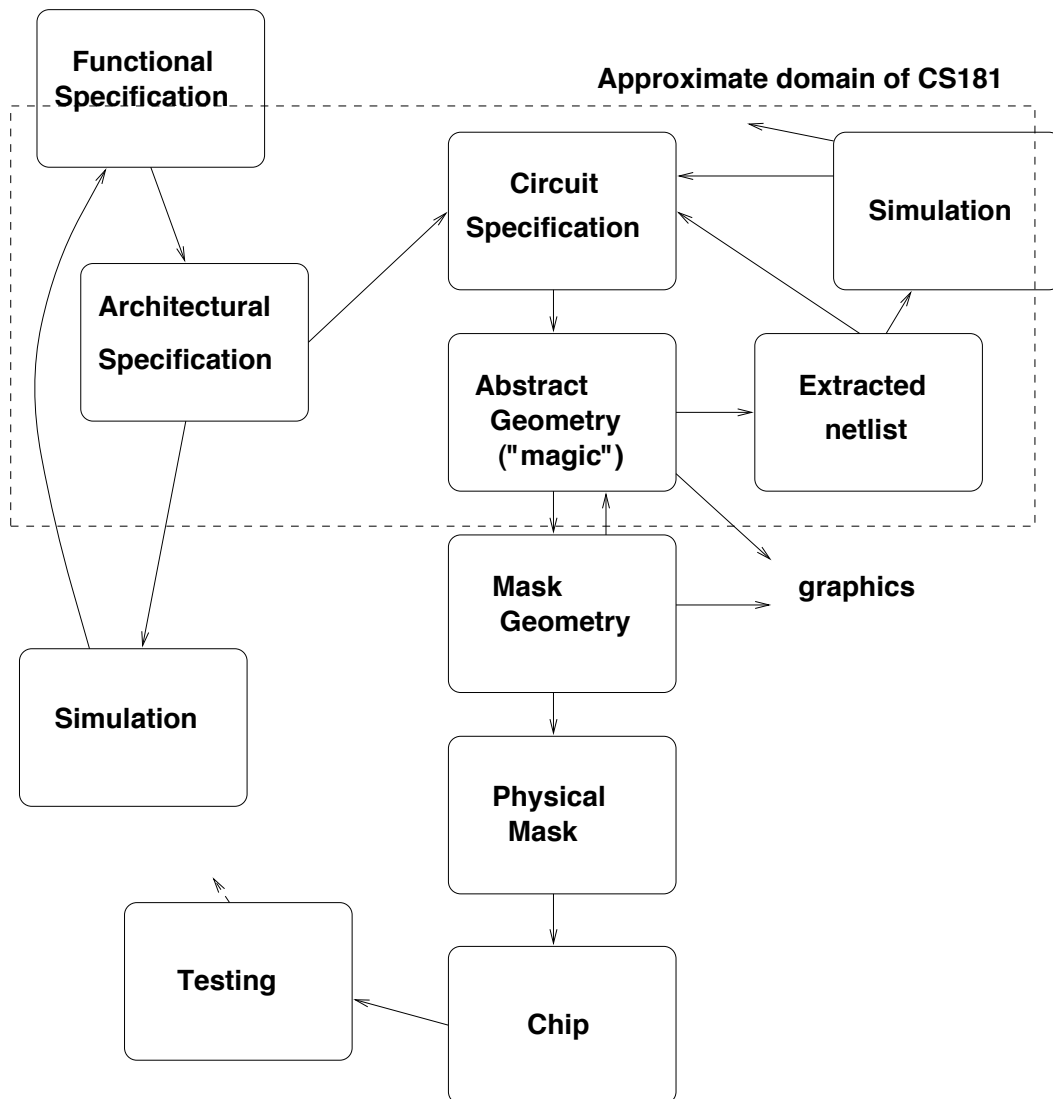 Functional
Specification
Approximate domain of CS181
Circuit
Specification
Simulation
Architectural
Specification
Abstract
Geometry
("magic")
Extracted
netlist
Mask
Geometry
graphics
Simulation
Physical
Mask
Testing
Chip